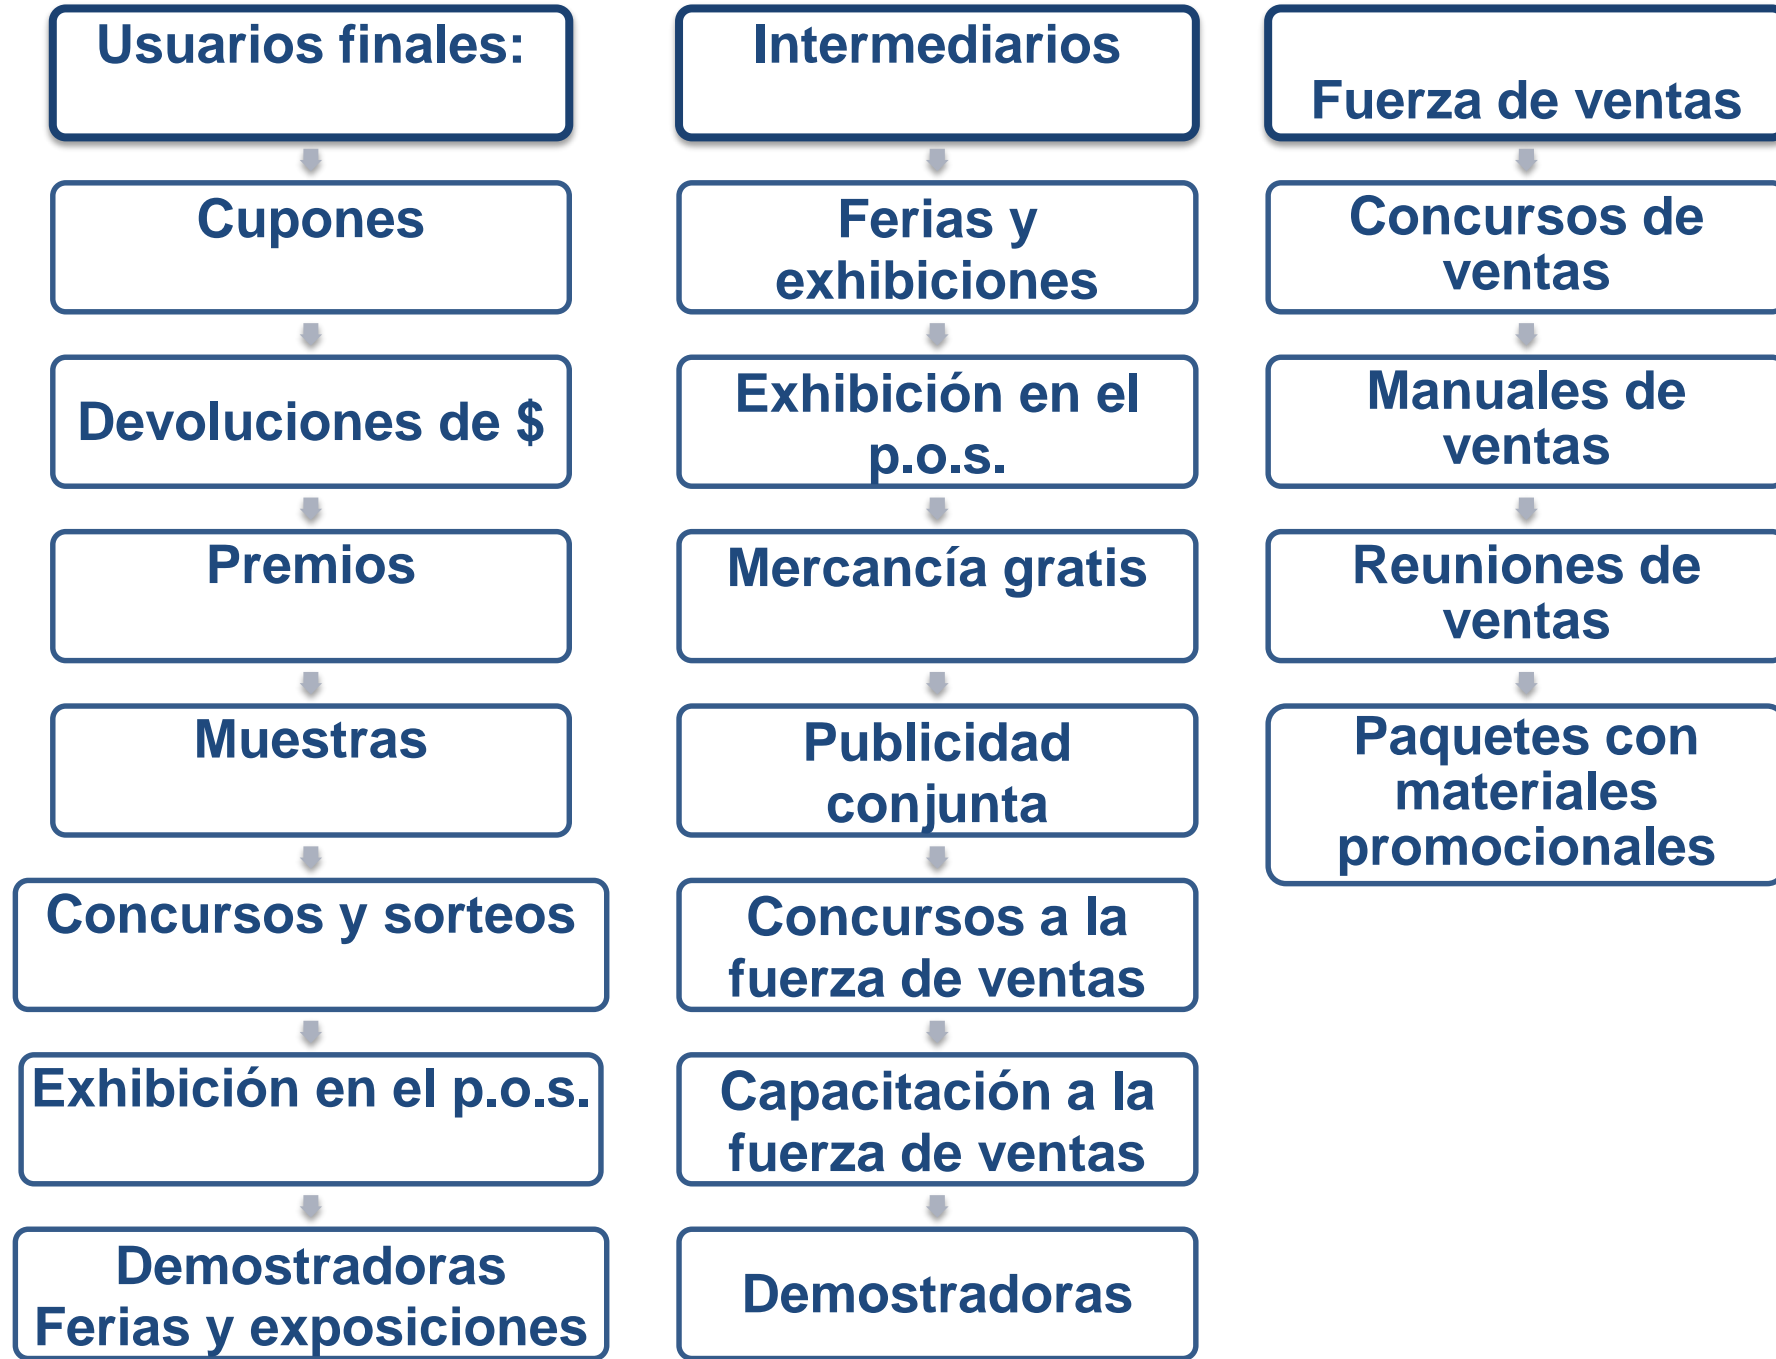 Usuarios finales:
Cupones
Devoluciones de $
Premios
Muestras
Concursos y sorteos
Exhibición en el p.o.s.
Demostradoras
Ferias y exposiciones
Intermediarios
Ferias y
exhibiciones
Exhibición en el
p.o.s.
Mercancía gratis
Publicidad
conjunta
Concursos a la
fuerza de ventas
Capacitación a la
fuerza de ventas
Demostradoras
Fuerza de ventas
Concursos de
ventas
Manuales de
ventas
Reuniones de
ventas
Paquetes con
materiales
promocionales